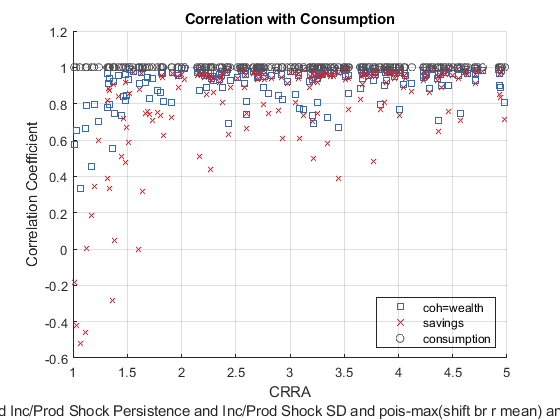 Correlation with Consumption
1.2
1
0.8
0.6
0.4
0.2
0
-0.2
-0.4
-0.6
Correlation Coefficient
coh=wealth
savings
consumption
1 1.5 2 2.5 3 3.5 4 4.5 5
CRRA
d Inc/Prod Shock Persistence and Inc/Prod Shock SD and pois-max(shift br r mean) an